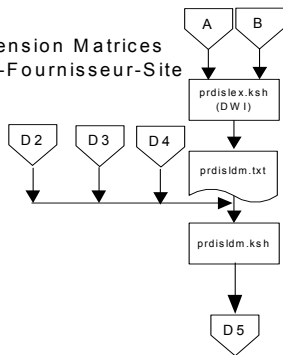 A B
ension Matrices
-Fournisseur-Site
prdislex.ksh
(DWI)
D2 D3 D4
prdisldm.txt
prdisldm.ksh
D5